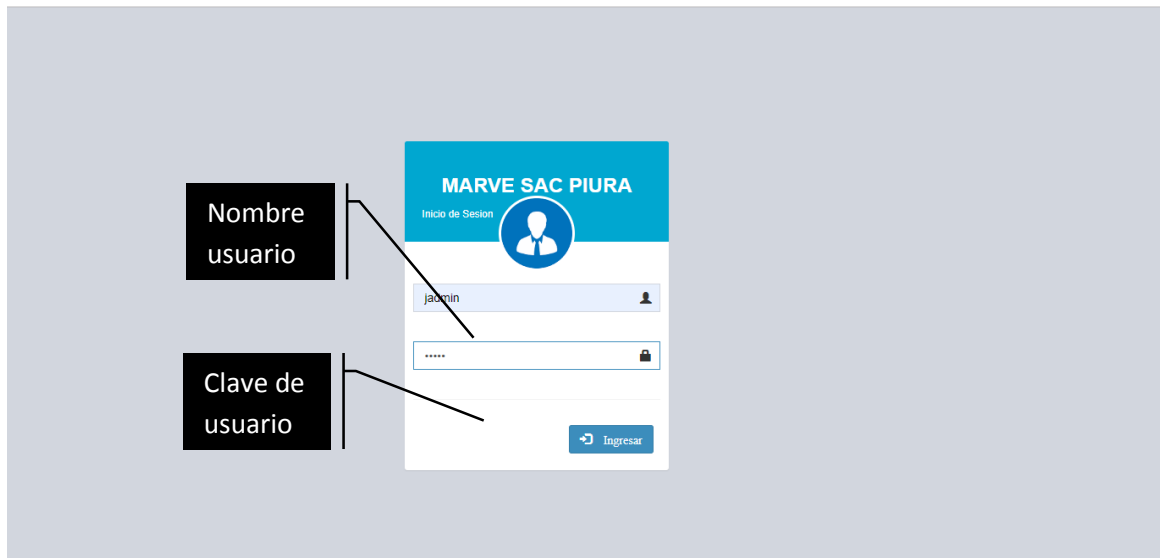 MARVE SAC PIURA
Inicio de Sesion
Nombre
usuario
jadmin
•••••
Clave de
usuario
Ingresar